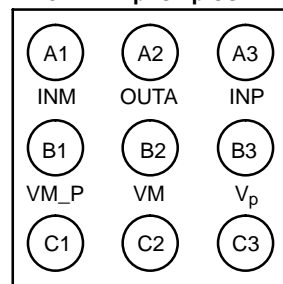 A1 A2 A3
INM OUTA INP
B1 B2 B3
VM_P VM Vp
C1 C2 C3